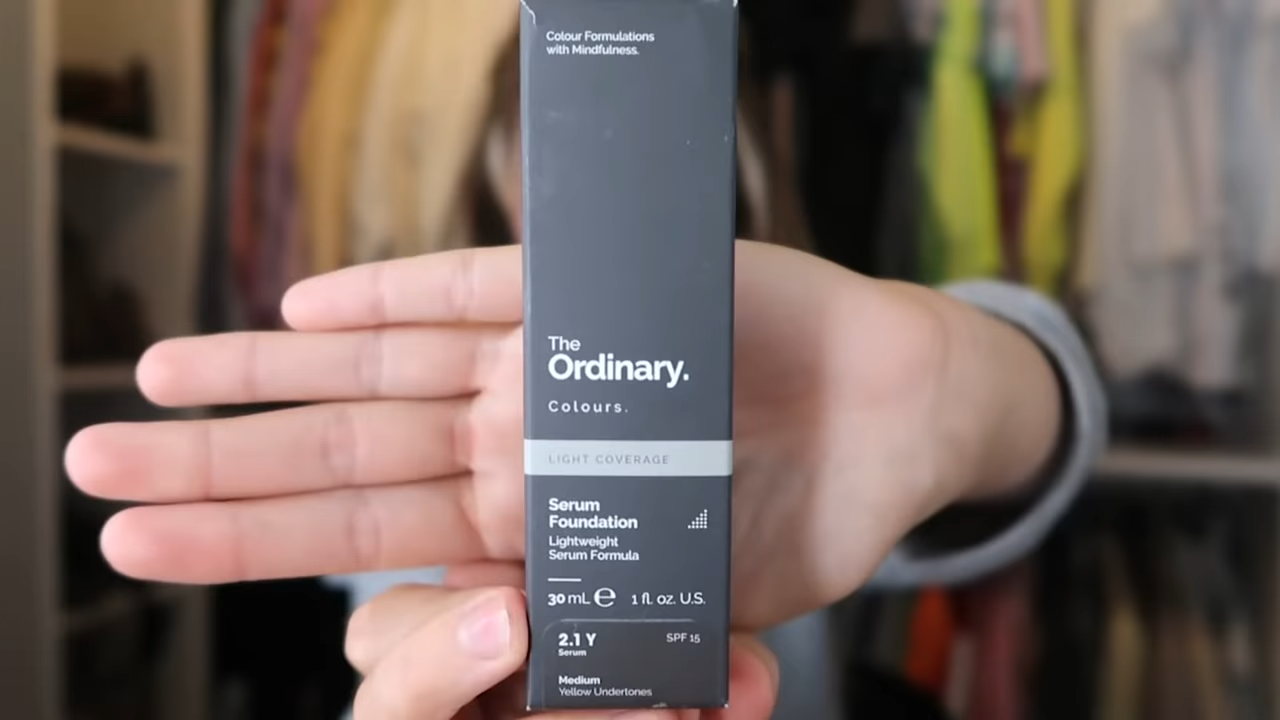 Colour Formulations
with Mindfulness.
The
Ordinary.
Colours.
LIGHT COVERAGE
Serum
Foundation
Lightweight
Serum Formula
30 mL ℮ 1 fl. oz. U.S.
2.1 Y SPF 15
Serum
Medium
Yellow Undertones